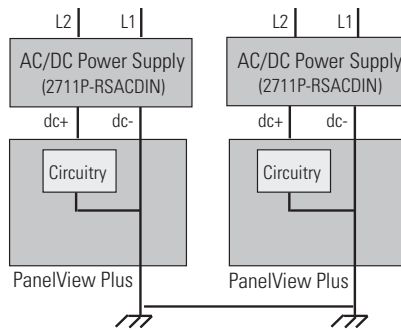 L2 L1 L2 L1
AC/DC Power Supply AC/DC Power Supply
(2711P-RSACDIN) (2711P-RSACDIN)
dc+ dc- dc+ dc-
Circuitry Circuitry
PanelView Plus PanelView Plus